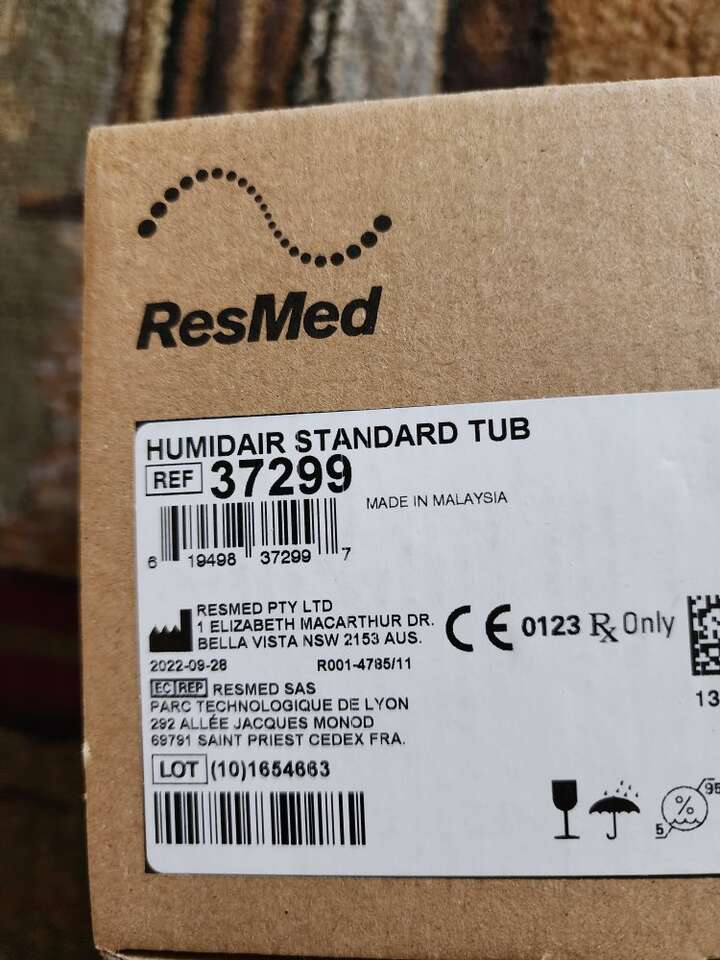 ResMed
HUMIDAIR STANDARD TUB
REF 37299
MADE IN MALAYSIA
6 19498 37299 7
RESMED PTY LTD
1 ELIZABETH MACARTHUR DR.
BELLA VISTA NSW 2153 AUS.
CE 0123 Rx Only
2022-09-28 R001-4785/11
EC REP RESMED SAS
PARC TECHNOLOGIQUE DE LYON
292 ALLÉE JACQUES MONOD
69791 SAINT PRIEST CEDEX FRA.
13
LOT (10)1654663
95
%
5